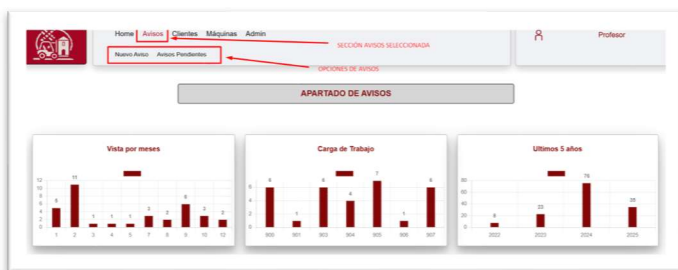 Home Avisos Clientes Máquinas Admin
Profesor
SECCIÓN AVISOS SELECCIONADA
Nuevo Aviso Avisos Pendientes
OPCIONES DE AVISOS
APARTADO DE AVISOS
Vista por meses
12
10
8
6
4
2
0
5 11 1 1 1 3 2 6 3 2
1 2 3 4 5 7 8 9 10 12
Carga de Trabajo
6
4
2
0
6 1 6 4 7 1 6
900 901 903 904 905 906 907
Ultimos 5 años
80
60
40
20
0
2022 2023 2024 2025